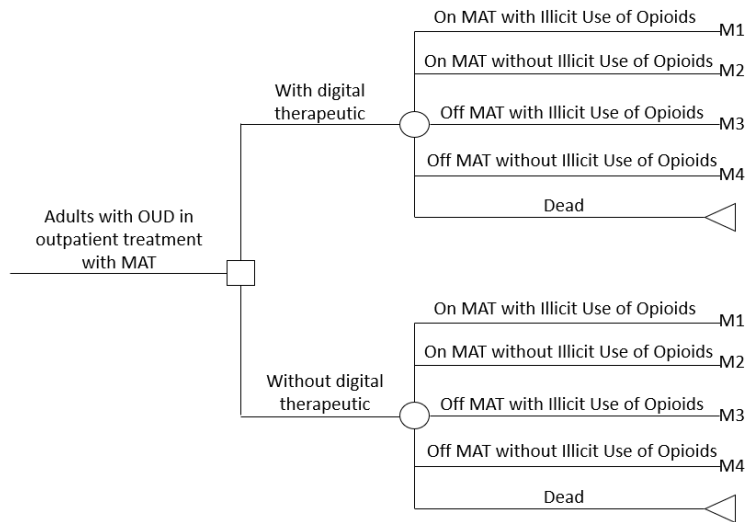 On MAT with Illicit Use of Opioids
M1
On MAT without Illicit Use of Opioids
M2
With digital
therapeutic
Off MAT with Illicit Use of Opioids
M3
Off MAT without Illicit Use of Opioids
M4
Dead
Adults with OUD in
outpatient treatment
with MAT
On MAT with Illicit Use of Opioids
M1
On MAT without Illicit Use of Opioids
M2
Without digital
therapeutic
Off MAT with Illicit Use of Opioids
M3
Off MAT without Illicit Use of Opioids
M4
Dead